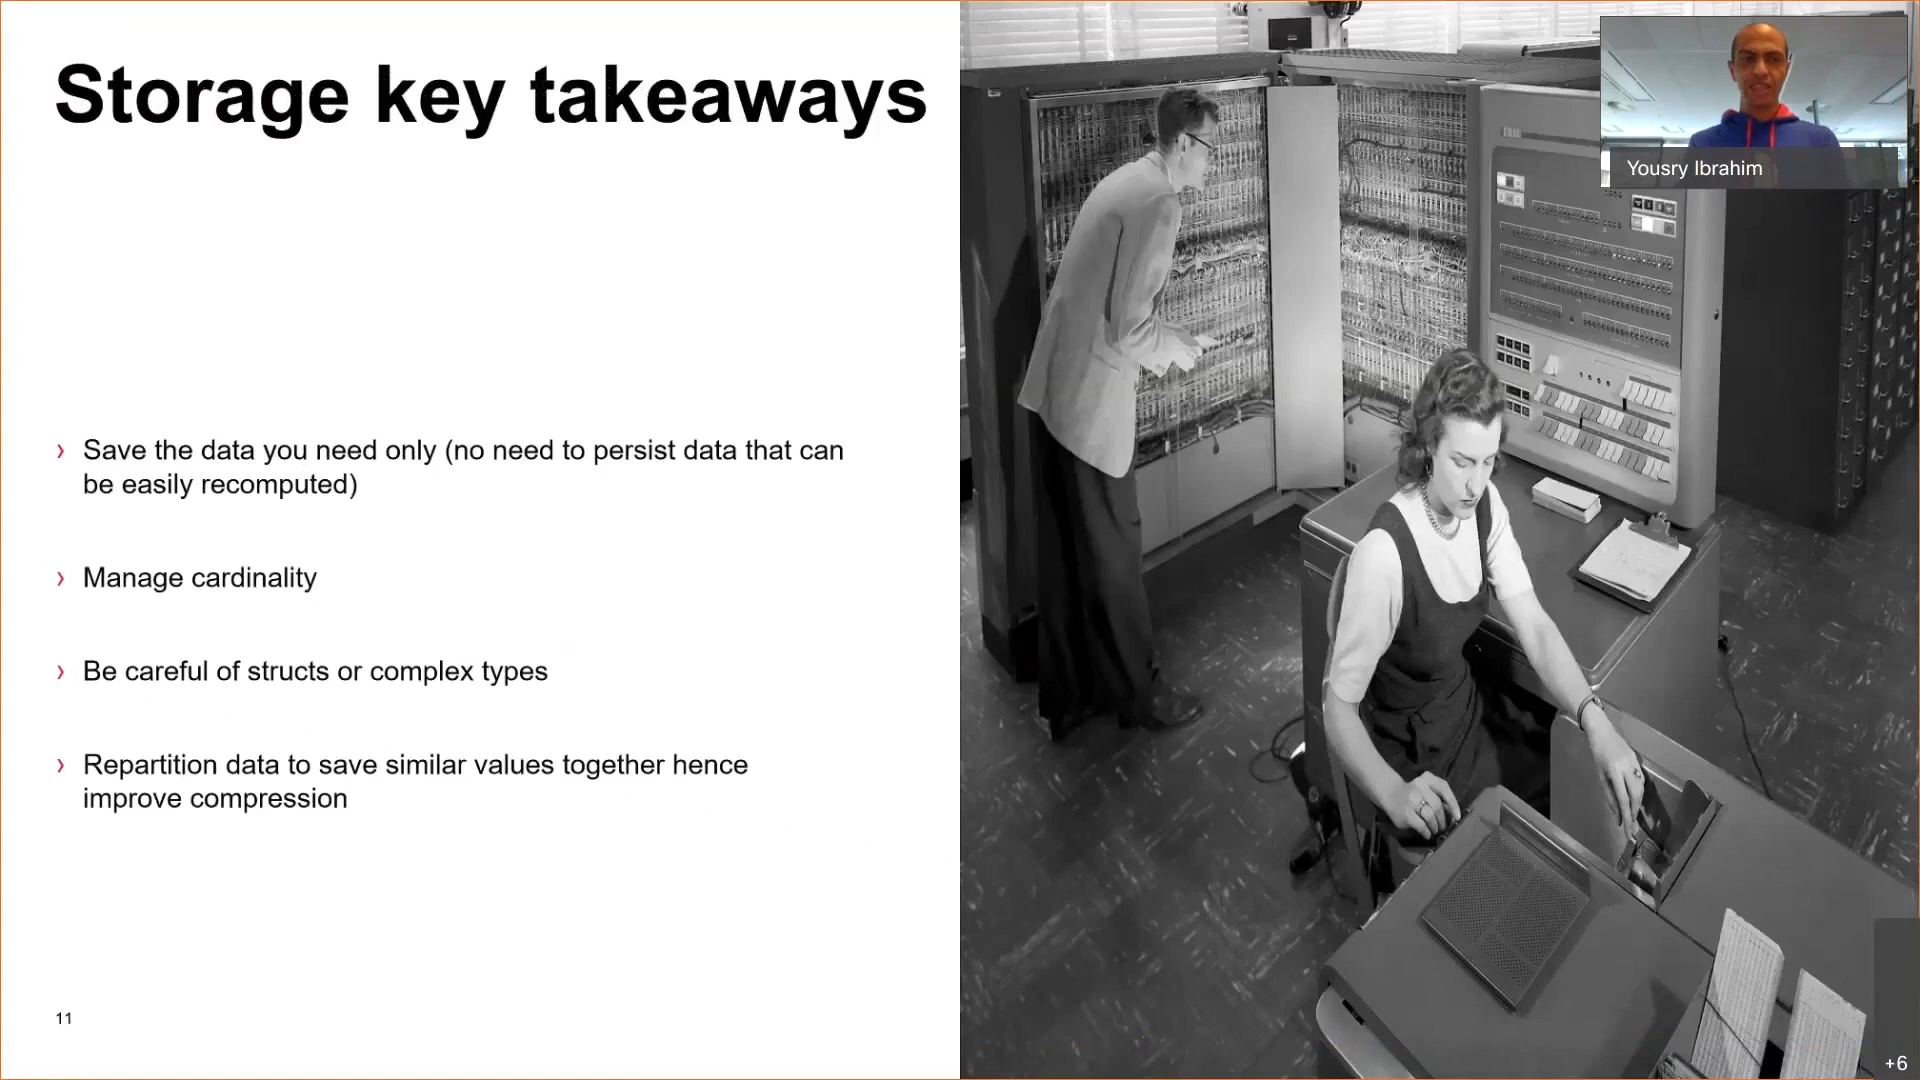 Storage key takeaways
Yousry Ibrahim
› Save the data you need only (no need to persist data that can
be easily recomputed)
› Manage cardinality
› Be careful of structs or complex types
› Repartition data to save similar values together hence
improve compression
11
+6